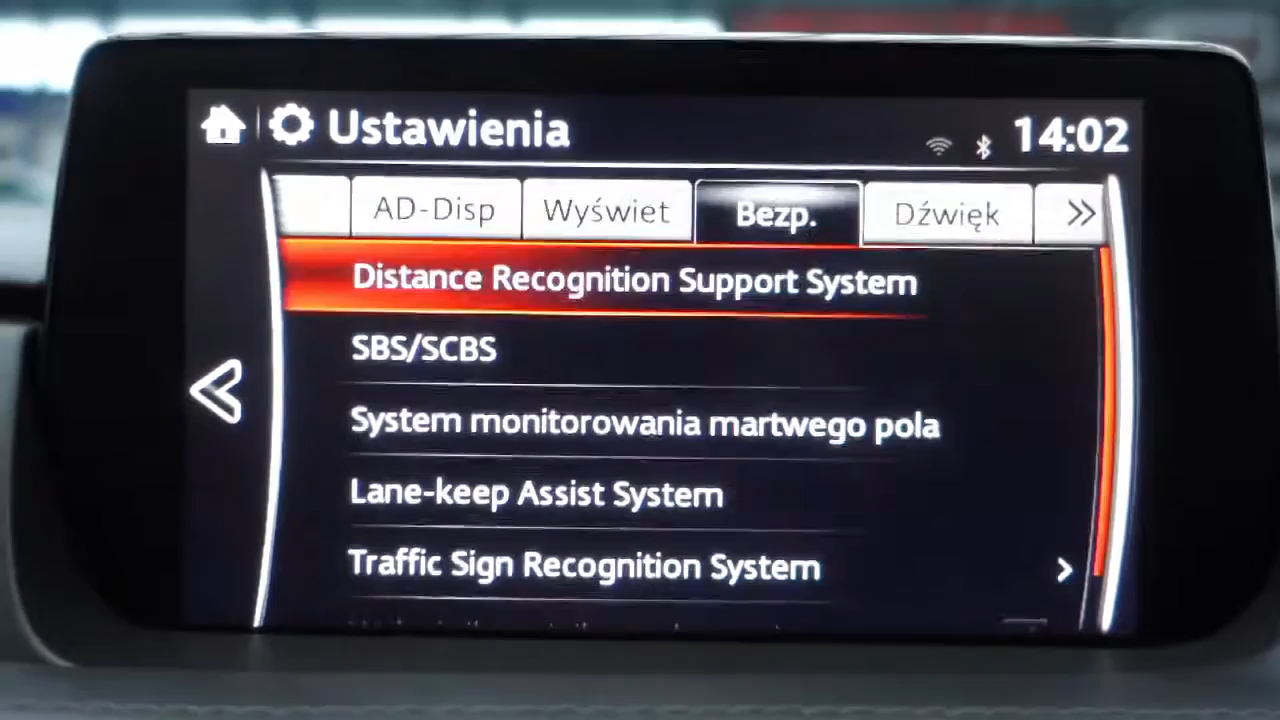 Ustawienia
14:02
AD-Disp
Wyświet
Bezp.
Dźwięk
Distance Recognition Support System
SBS/SCBS
System monitorowania martwego pola
Lane-keep Assist System
Traffic Sign Recognition System